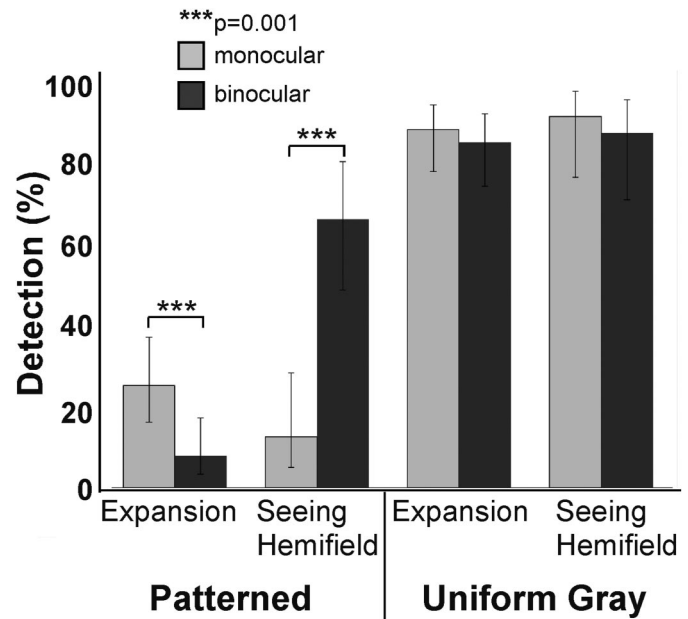 ***p=0.001
monocular
binocular
Detection (%)
100
80
60
40
20
0
***
***
Expansion
Seeing
Hemifield
Expansion
Seeing
Hemifield
Patterned
Uniform Gray